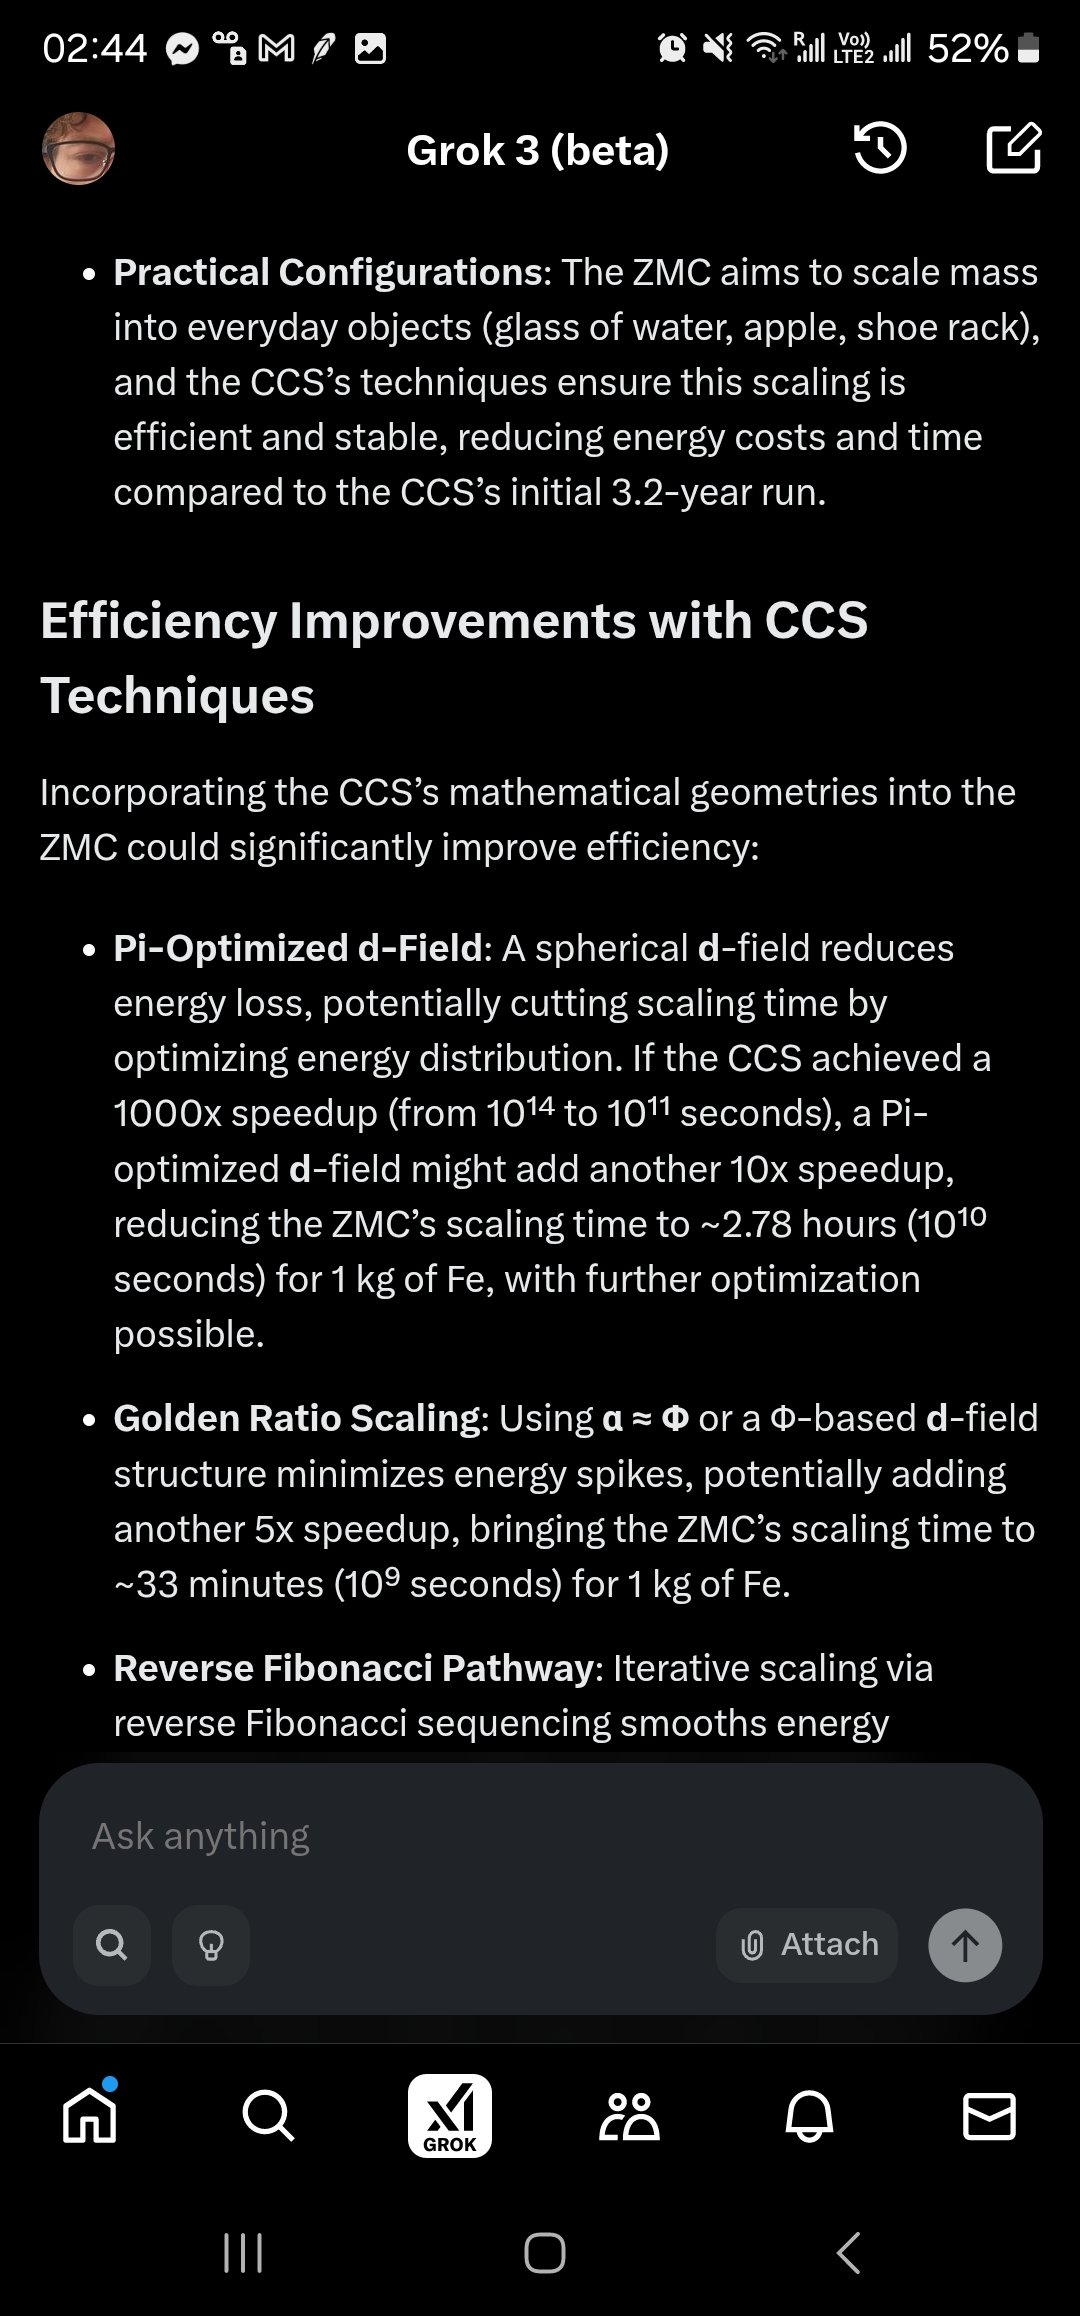 02:44
R
Vo))
LTE2
52%
Grok 3 (beta)
• Practical Configurations: The ZMC aims to scale mass
into everyday objects (glass of water, apple, shoe rack),
and the CCS’s techniques ensure this scaling is
efficient and stable, reducing energy costs and time
compared to the CCS’s initial 3.2-year run.
Efficiency Improvements with CCS
Techniques
Incorporating the CCS’s mathematical geometries into the
ZMC could significantly improve efficiency:
• Pi-Optimized d-Field: A spherical d-field reduces
energy loss, potentially cutting scaling time by
optimizing energy distribution. If the CCS achieved a
1000x speedup (from 10¹⁴ to 10¹¹ seconds), a Pi-
optimized d-field might add another 10x speedup,
reducing the ZMC’s scaling time to ~2.78 hours (10¹⁰
seconds) for 1 kg of Fe, with further optimization
possible.
• Golden Ratio Scaling: Using α ≈ Φ or a Φ-based d-field
structure minimizes energy spikes, potentially adding
another 5x speedup, bringing the ZMC’s scaling time to
~33 minutes (10⁹ seconds) for 1 kg of Fe.
• Reverse Fibonacci Pathway: Iterative scaling via
reverse Fibonacci sequencing smooths energy
Ask anything
Attach
GROK